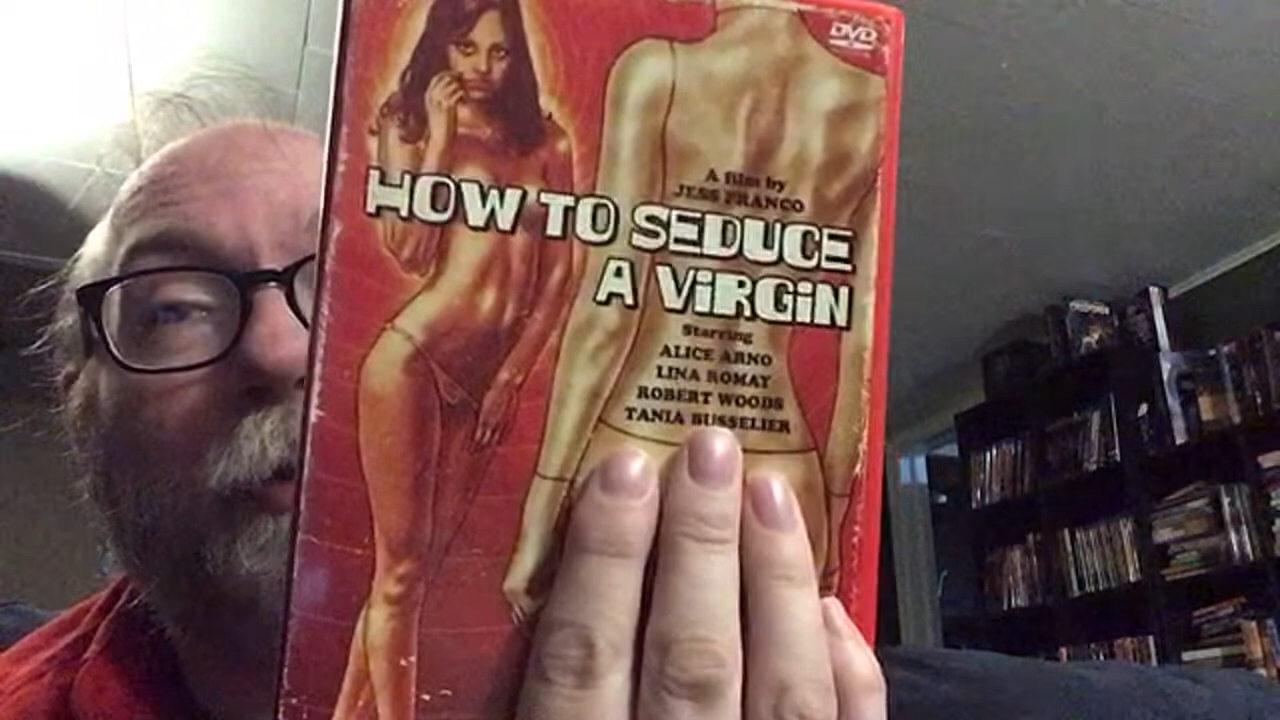 DVD
A film by
JESS FRANCO
HOW TO SEDUCE
A ViRGiN
Starring
ALICE ARNO
LINA ROMAY
ROBERT WOODS
TANIA BUSSELIER